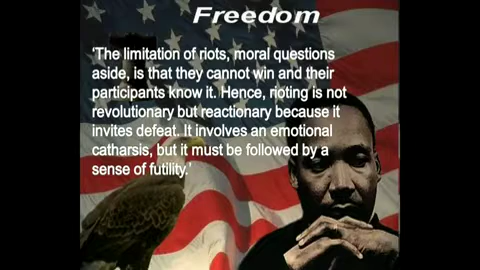 Freedom
‘The limitation of riots, moral questions
aside, is that they cannot win and their
participants know it. Hence, rioting is not
revolutionary but reactionary because it
invites defeat. It involves an emotional
catharsis, but it must be followed by a
sense of futility.’